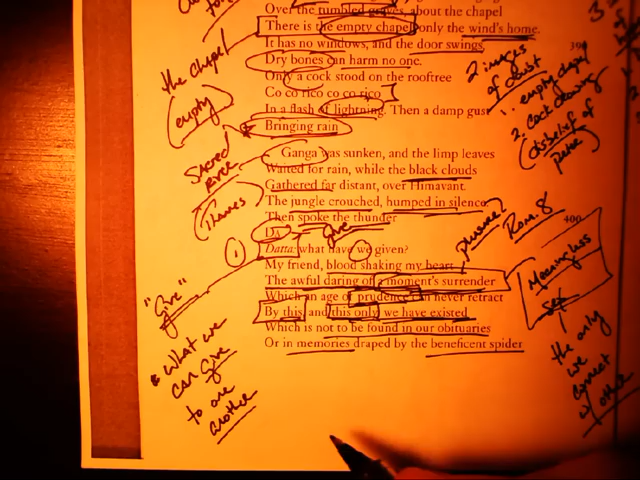 Over the tumbled graves, about the chapel
There is the empty chapel, only the wind's home.
It has no windows, and the door swings,
390
Dry bones can harm no one.
Only a cock stood on the rooftree
Co co rico co co rico
In a flash of lightning. Then a damp gust
Bringing rain
Ganga was sunken, and the limp leaves
Waited for rain, while the black clouds
Gathered far distant, over Himavant.
The jungle crouched, humped in silence.
Then spoke the thunder
400
DA
Datta: what have we given?
My friend, blood shaking my heart
The awful daring of a moment's surrender
Which an age of prudence can never retract
By this, and this only, we have existed
Which is not to be found in our obituaries
Or in memories draped by the beneficent spider
the chapel
(empty)
Sacred
River
(Thames)
give
1
"Give"
* what we
can give
to one
another
3
2 images
of Christ
1. empty chapel
2. cock crowing
(disbelief of
Peter)
Rom. 8
Meaningless
sex
the only
we
connect
w/ other